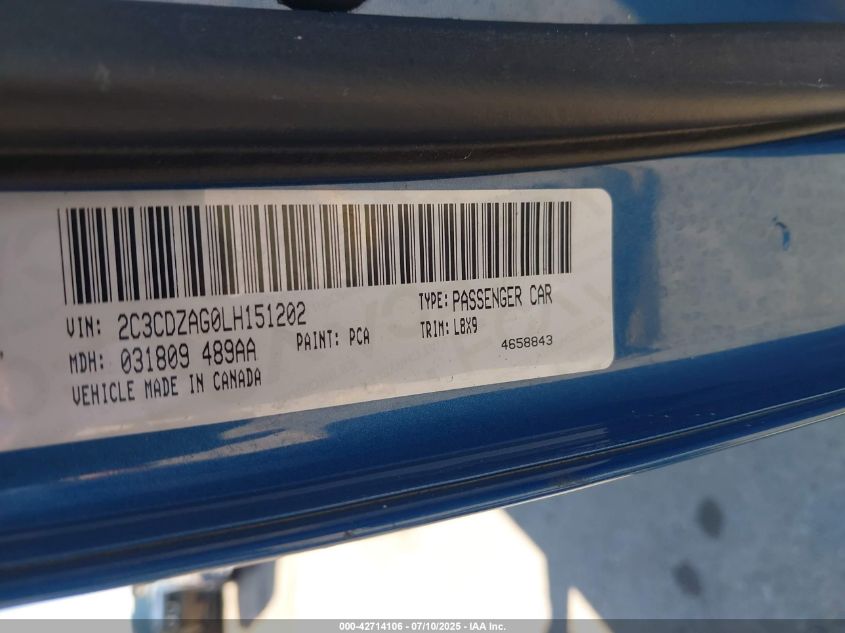 VIN: 2C3CDZAG0LH151202
TYPE: PASSENGER CAR
MDH: 031809 489AA
PAINT: PCA
TRIM: L8X9
VEHICLE MADE IN CANADA
4658843
000-42714106 - 07/10/2025 - IAA Inc.